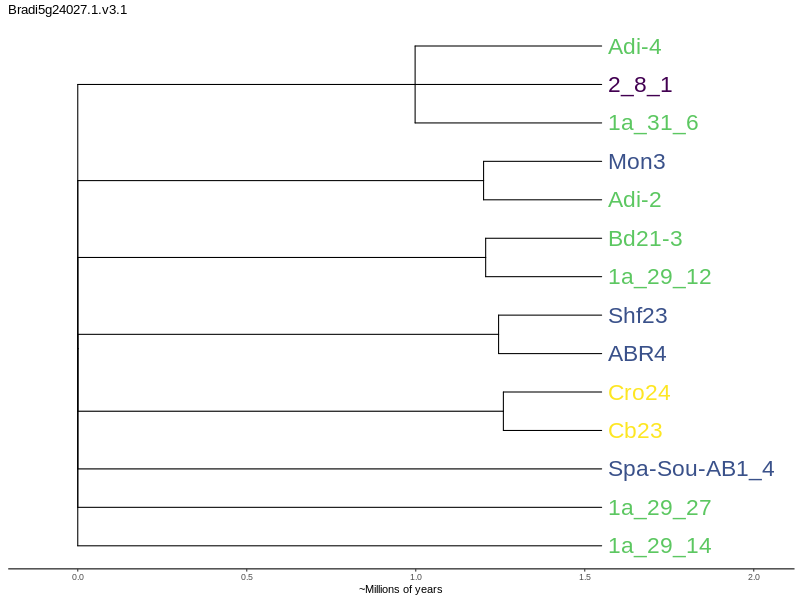 Bradi5g24027.1.v3.1
Adi-4
2_8_1
1a_31_6
Mon3
Adi-2
Bd21-3
1a_29_12
Shf23
ABR4
Cro24
Cb23
Spa-Sou-AB1_4
1a_29_27
1a_29_14
0.0 0.5 1.0 1.5 2.0
~Millions of years